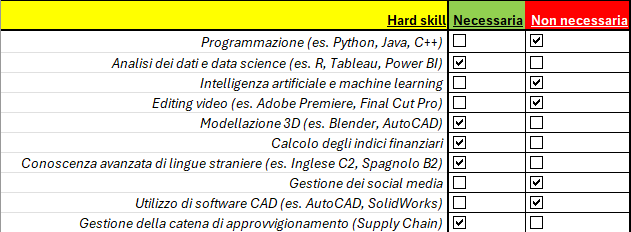 Hard skill Necessaria Non necessaria
Programmazione (es. Python, Java, C++)
Analisi dei dati e data science (es. R, Tableau, Power BI)
Intelligenza artificiale e machine learning
Editing video (es. Adobe Premiere, Final Cut Pro)
Modellazione 3D (es. Blender, AutoCAD)
Calcolo degli indici finanziari
Conoscenza avanzata di lingue straniere (es. Inglese C2, Spagnolo B2)
Gestione dei social media
Utilizzo di software CAD (es. AutoCAD, SolidWorks)
Gestione della catena di approvvigionamento (Supply Chain)